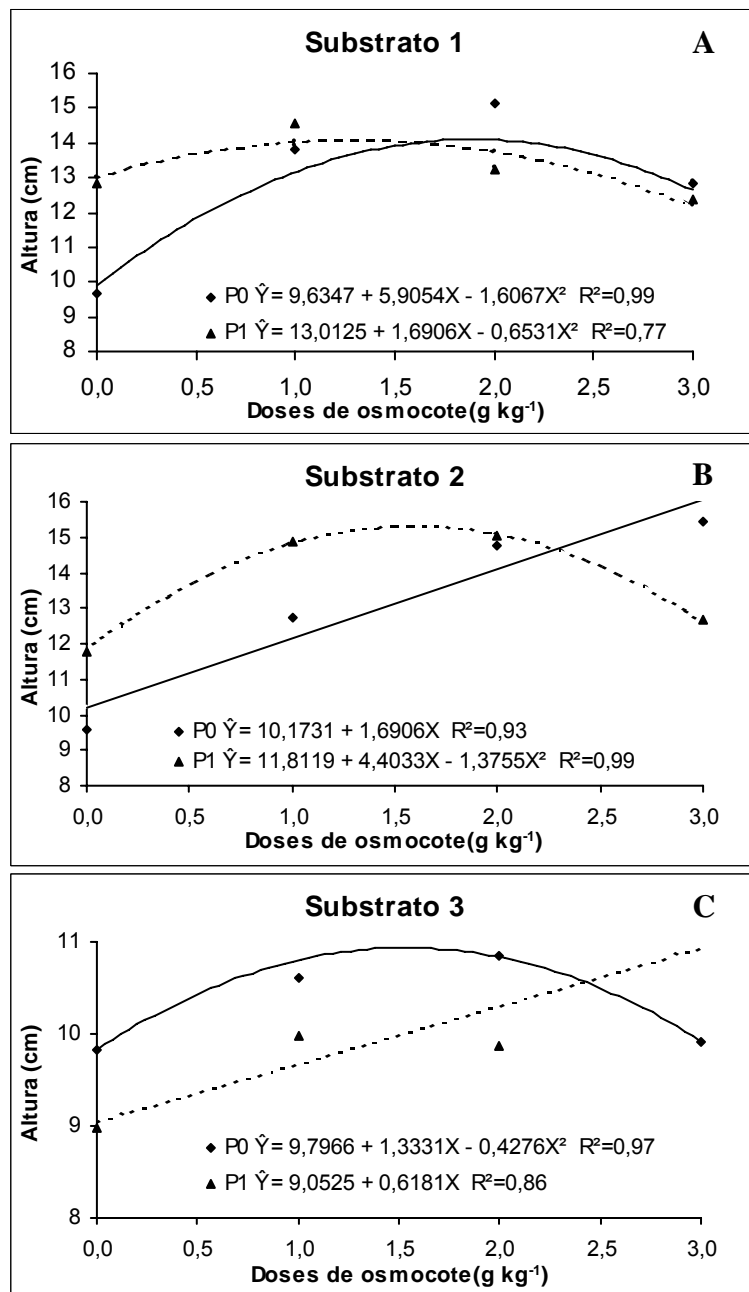 Substrato 1 A
16
15
14
13
12
11
10
9
8
Altura (cm)
P0 Ŷ= 9,6347 + 5,9054X - 1,6067X² R²=0,99
P1 Ŷ= 13,0125 + 1,6906X - 0,6531X² R²=0,77
0,0 0,5 1,0 1,5 2,0 2,5 3,0
Doses de osmocote(g kg⁻¹)
Substrato 2 B
16
15
14
13
12
11
10
9
8
Altura (cm)
P0 Ŷ= 10,1731 + 1,6906X R²=0,93
P1 Ŷ= 11,8119 + 4,4033X - 1,3755X² R²=0,99
0,0 0,5 1,0 1,5 2,0 2,5 3,0
Doses de osmocote(g kg⁻¹)
Substrato 3 C
11
10
9
8
Altura (cm)
P0 Ŷ= 9,7966 + 1,3331X - 0,4276X² R²=0,97
P1 Ŷ= 9,0525 + 0,6181X R²=0,86
0,0 0,5 1,0 1,5 2,0 2,5 3,0
Doses de osmocote(g kg⁻¹)